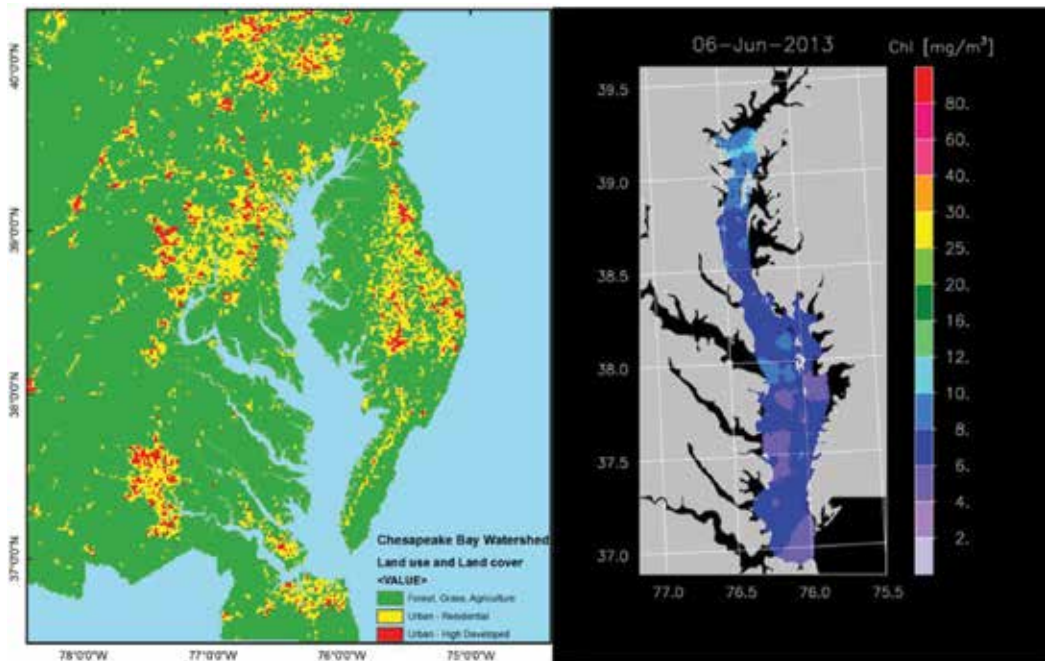 40°0'0"N
39°0'0"N
38°0'0"N
37°0'0"N
Chesapeake Bay Watershed
Land use and Land cover
<VALUE>
Forest, Grass, Agriculture
Urban - Residential
Urban - High Developed
78°0'0"W
77°0'0"W
76°0'0"W
75°0'0"W
06-Jun-2013
Chl [mg/m³]
39.5
39.0
38.5
38.0
37.5
37.0
77.0
76.5
76.0
75.5
80.
60.
40.
30.
25.
20.
16.
12.
10.
8.
6.
4.
2.